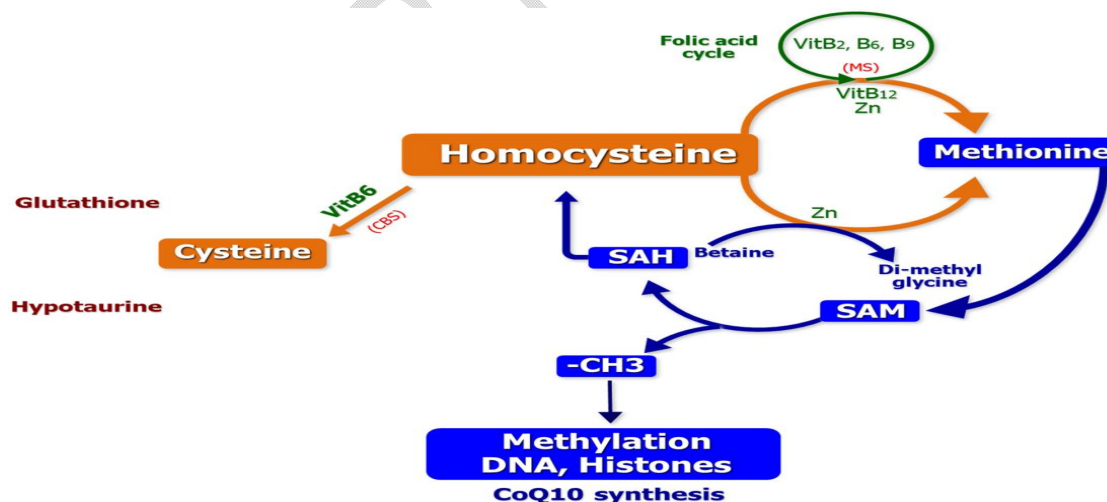 Folic acid
cycle
VitB2, B6, B9
(MS)
VitB12
Zn
Homocysteine
Methionine
Glutathione
VitB6
(CBS)
Cysteine
Zn
SAH
Betaine
Di-methyl
glycine
Hypotaurine
SAM
-CH3
Methylation
DNA, Histones
CoQ10 synthesis